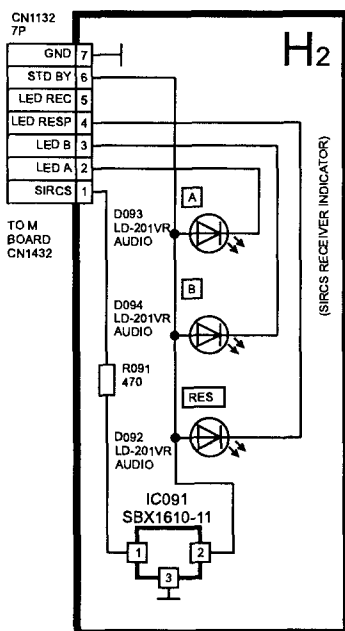 CN1132
7P
GND 7
STD BY 6
LED REC 5
LED RESP 4
LED B 3
LED A 2
SIRCS 1
TO M
BOARD
CN1432
H2
(SIRCS RECEIVER INDICATOR)
A
D093
LD-201VR
AUDIO
B
D094
LD-201VR
AUDIO
R091
470
RES
D092
LD-201VR
AUDIO
IC091
SBX1610-11
1
2
3